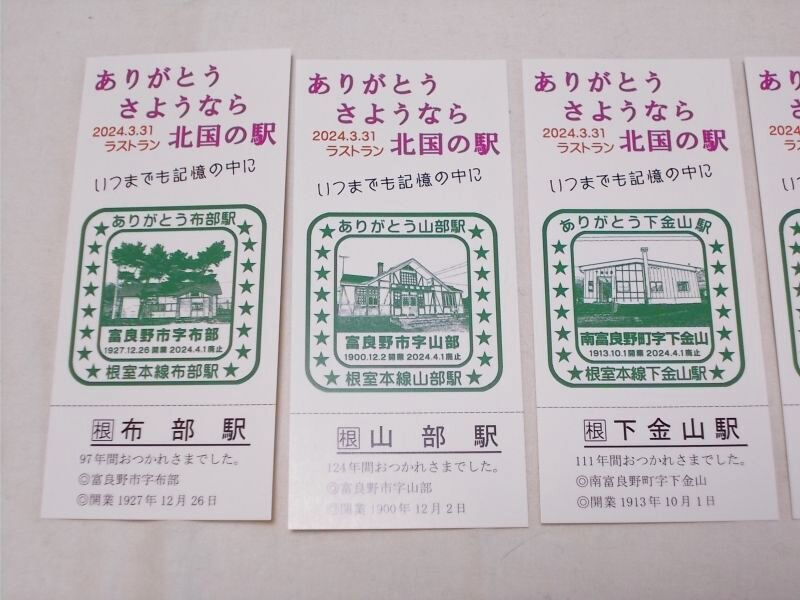 ありがとう
さようなら
2024.3.31
ラストラン
北国の駅
いつまでも記憶の中に
ありがとう布部駅
富良野市字布部
1927.12.26開業 2024.4.1廃止
根室本線布部駅
根 布部駅
97年間おつかれさまでした。
◎富良野市字布部
◎開業1927年12月26日
ありがとう
さようなら
2024.3.31
ラストラン
北国の駅
いつまでも記憶の中に
ありがとう山部駅
富良野市字山部
1900.12.2開業 2024.4.1廃止
根室本線山部駅
根 山部駅
124年間おつかれさまでした。
◎富良野市字山部
◎開業1900年12月2日
ありがとう
さようなら
2024.3.31
ラストラン
北国の駅
いつまでも記憶の中に
ありがとう下金山駅
南富良野町字下金山
1913.10.1開業 2024.4.1廃止
根室本線下金山駅
根 下金山駅
111年間おつかれさまでした。
◎南富良野町字下金山
◎開業1913年10月1日